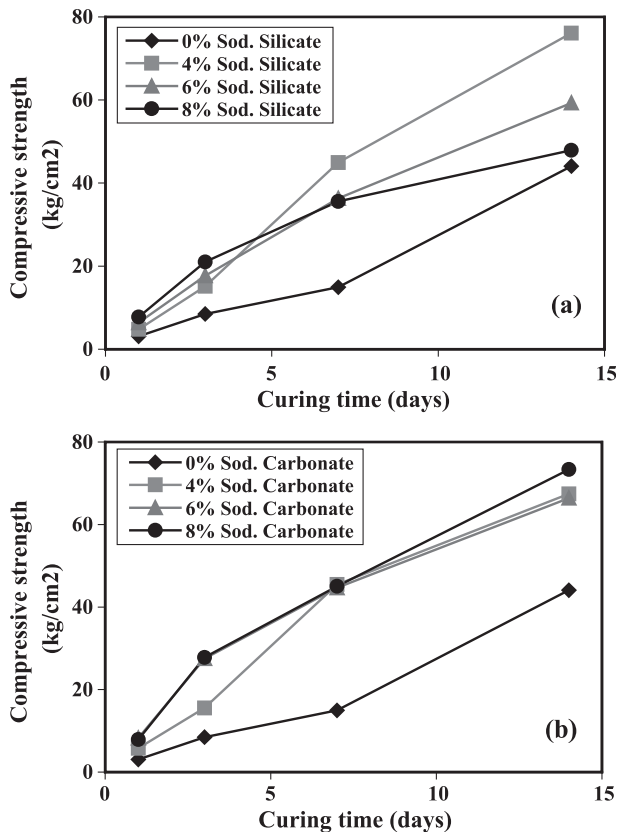 80
0% Sod. Silicate
4% Sod. Silicate
6% Sod. Silicate
8% Sod. Silicate
60
40
20
0
Compressive strength
(kg/cm2)
(a)
0
5
10
15
Curing time (days)
80
0% Sod. Carbonate
4% Sod. Carbonate
6% Sod. Carbonate
8% Sod. Carbonate
60
40
20
0
Compressive strength
(kg/cm2)
(b)
0
5
10
15
Curing time (days)